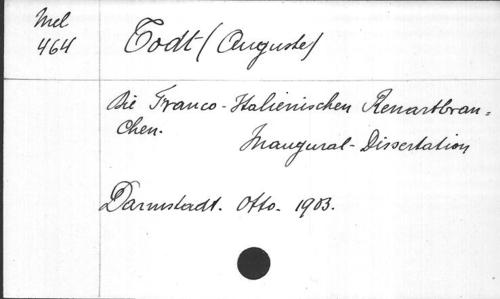 Mel
464
Todt (Auguste)
Die Franco-Italienischen Renartbran=
chen.
Inaugural-Dissertation
Darmstadt. Otto. 1903.